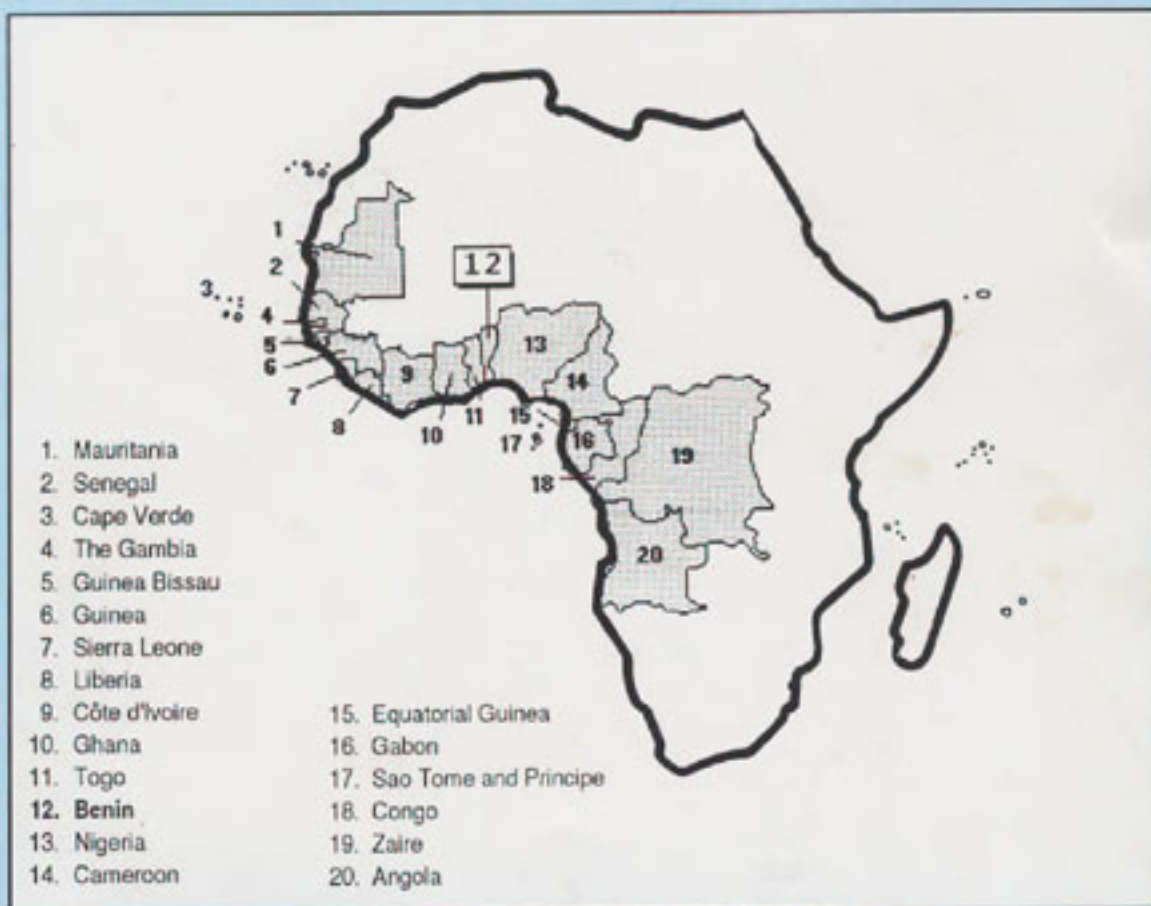 1
2
3
4
5
6
7
8
9
10
11
12
13
14
15
16
17
18
19
20
1. Mauritania
2. Senegal
3. Cape Verde
4. The Gambia
5. Guinea Bissau
6. Guinea
7. Sierra Leone
8. Liberia
9. Côte d'Ivoire
10. Ghana
11. Togo
12. Benin
13. Nigeria
14. Cameroon
15. Equatorial Guinea
16. Gabon
17. Sao Tome and Principe
18. Congo
19. Zaire
20. Angola